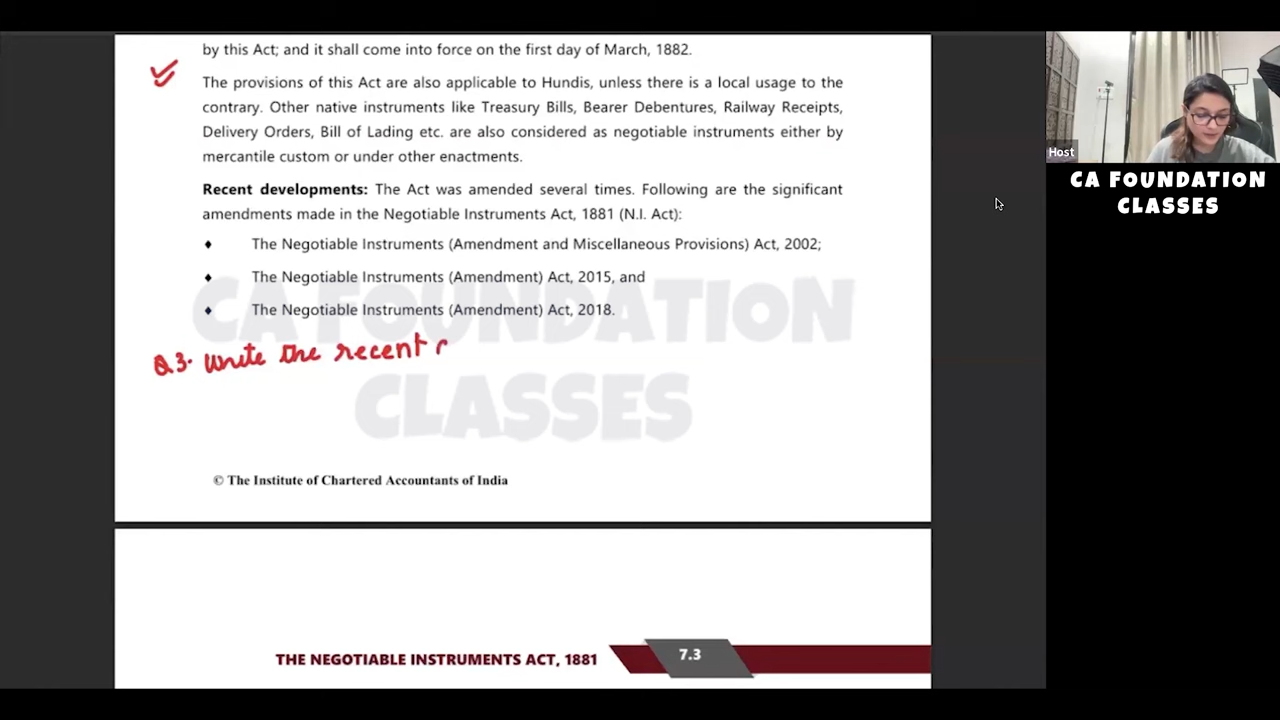 by this Act; and it shall come into force on the first day of March, 1882.
The provisions of this Act are also applicable to Hundis, unless there is a local usage to the
contrary. Other native instruments like Treasury Bills, Bearer Debentures, Railway Receipts,
Delivery Orders, Bill of Lading etc. are also considered as negotiable instruments either by
mercantile custom or under other enactments.
Recent developments: The Act was amended several times. Following are the significant
amendments made in the Negotiable Instruments Act, 1881 (N.I. Act):
♦ The Negotiable Instruments (Amendment and Miscellaneous Provisions) Act, 2002;
♦ The Negotiable Instruments (Amendment) Act, 2015, and
♦ The Negotiable Instruments (Amendment) Act, 2018.
CA FOUNDATION
CLASSES
Q3. Write the recent
© The Institute of Chartered Accountants of India
THE NEGOTIABLE INSTRUMENTS ACT, 1881
7.3
Host
CA FOUNDATION
CLASSES